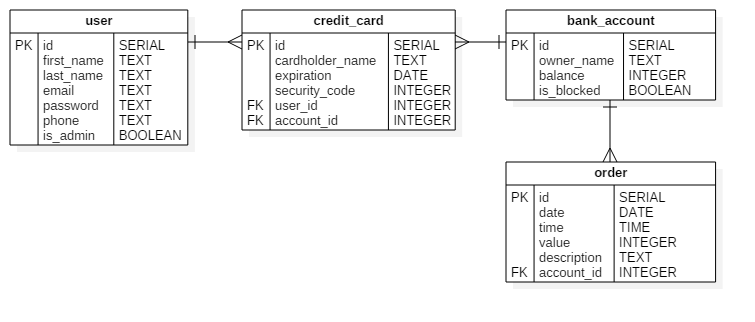 user
PK id SERIAL
first_name TEXT
last_name TEXT
email TEXT
password TEXT
phone TEXT
is_admin BOOLEAN
credit_card
PK id SERIAL
cardholder_name TEXT
expiration DATE
security_code INTEGER
FK user_id INTEGER
FK account_id INTEGER
bank_account
PK id SERIAL
owner_name TEXT
balance INTEGER
is_blocked BOOLEAN
order
PK id SERIAL
date DATE
time TIME
value INTEGER
description TEXT
FK account_id INTEGER